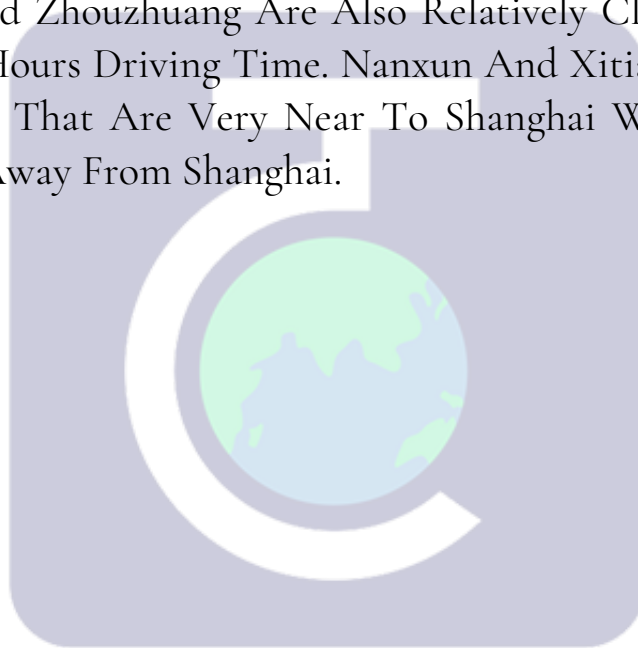 Zhouzhuang Are Also Relatively
Hours Driving Time. Nanxun And
That Are Very Near To Shanghai
Away From Shanghai.